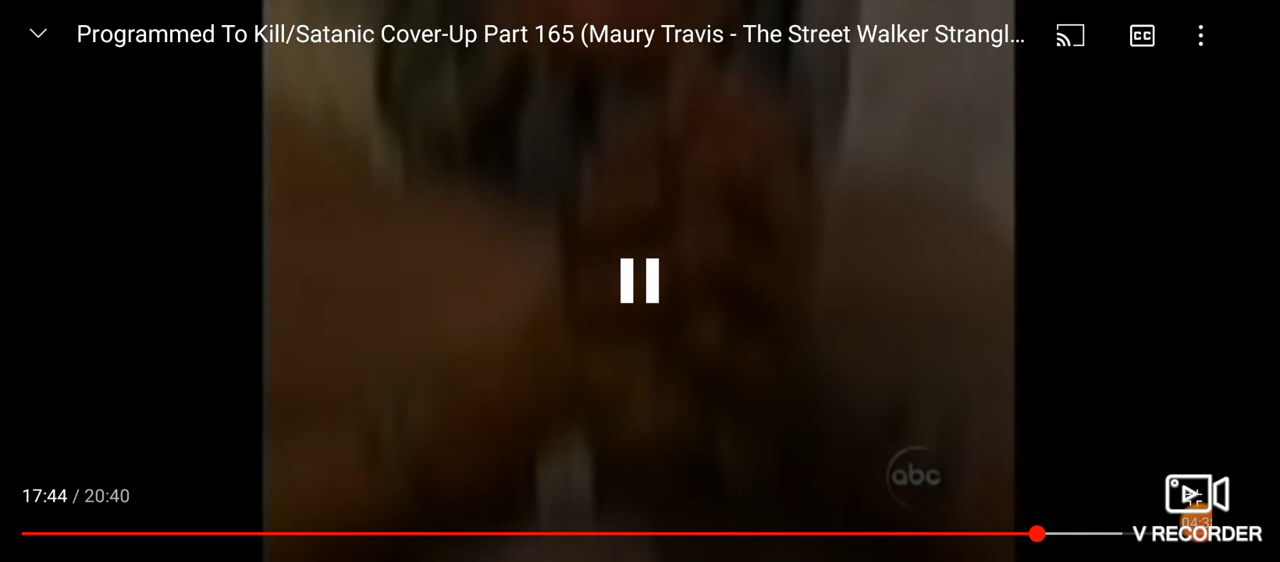 Programmed To Kill/Satanic Cover-Up Part 165 (Maury Travis - The Street Walker Strangl...
CC
abc
17:44 / 20:40
V RECORDER